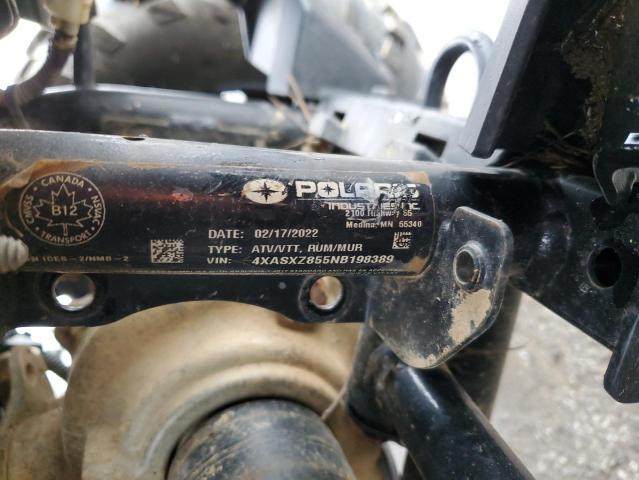 CANADA
B12
TRANSPORT
POLARIS
INDUSTRIES INC.
2100 Highway 55
Medina, MN 55340
DATE: 02/17/2022
TYPE: ATV/VTT, RUM/MUR
VIN: 4XASXZ855NB198389